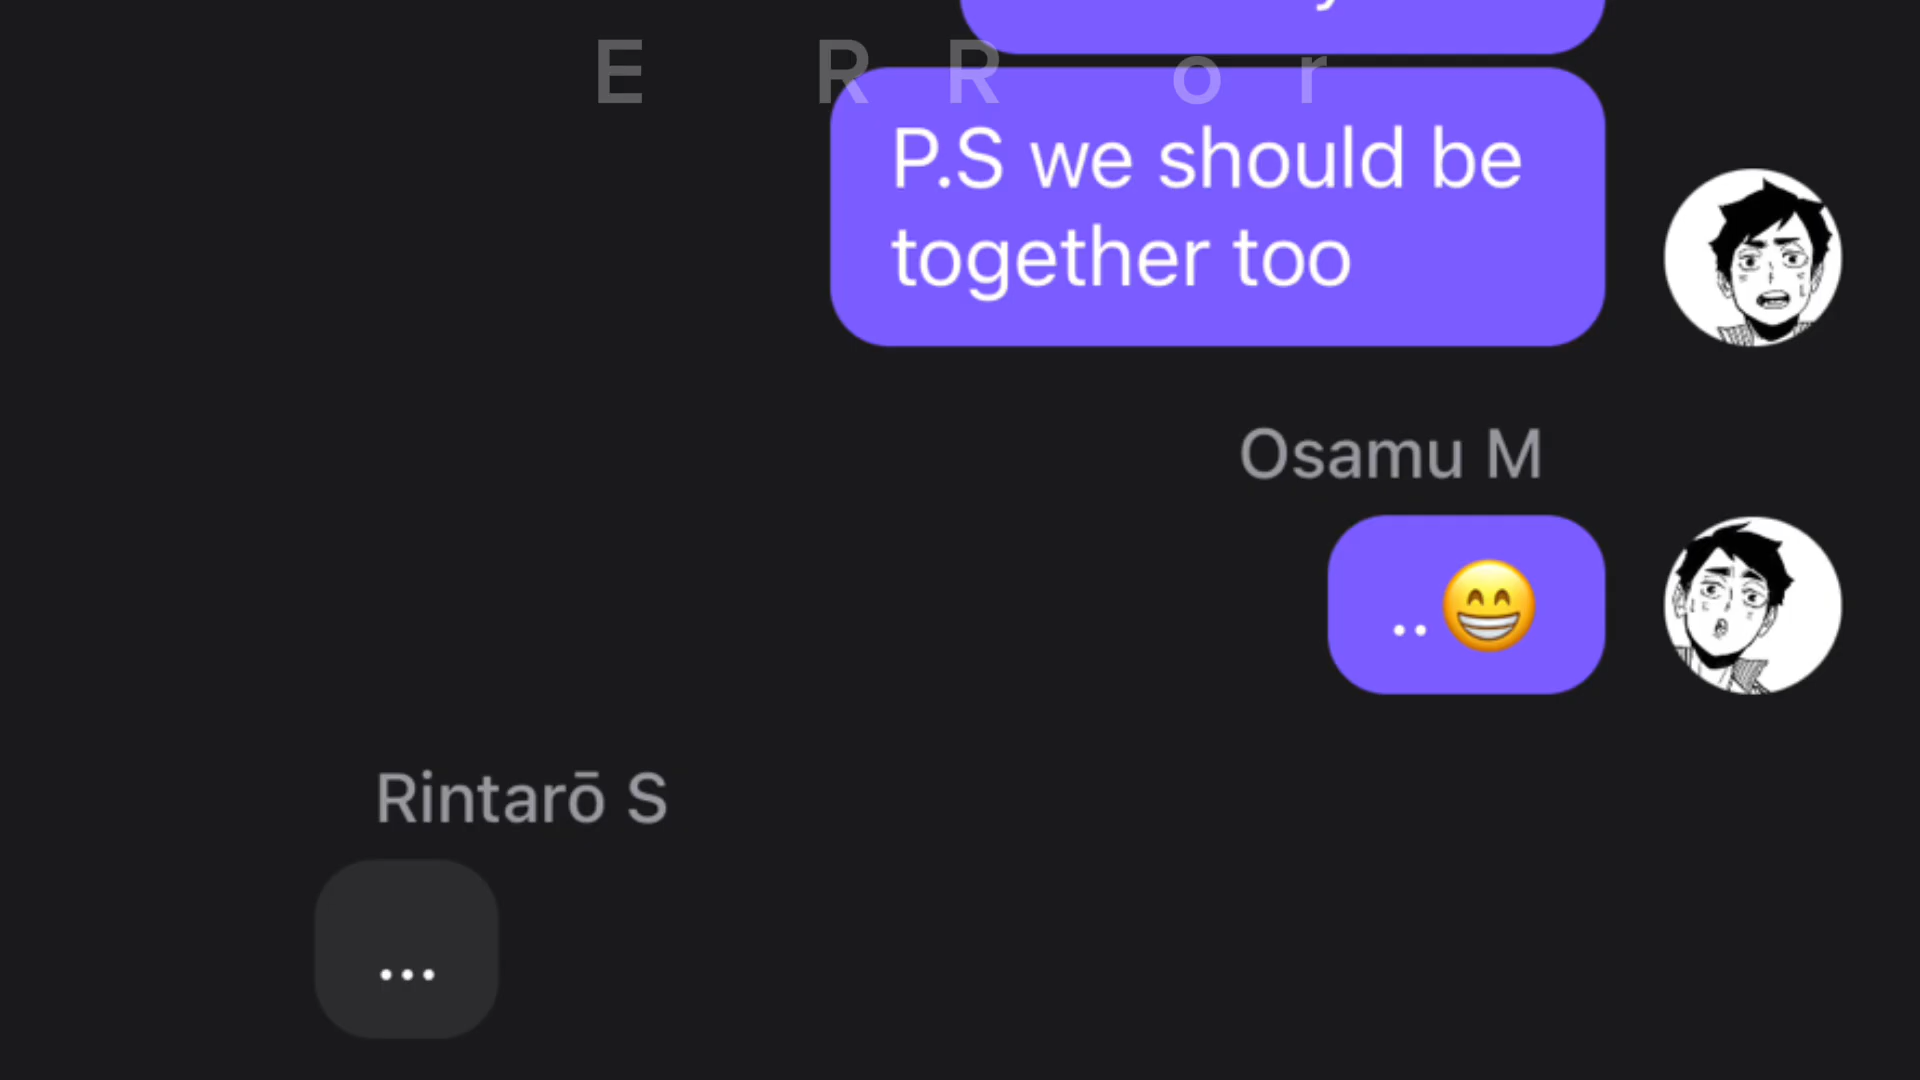 E R R o r
P.S we should be
together too
Osamu M
..😁
Rintarō S
...